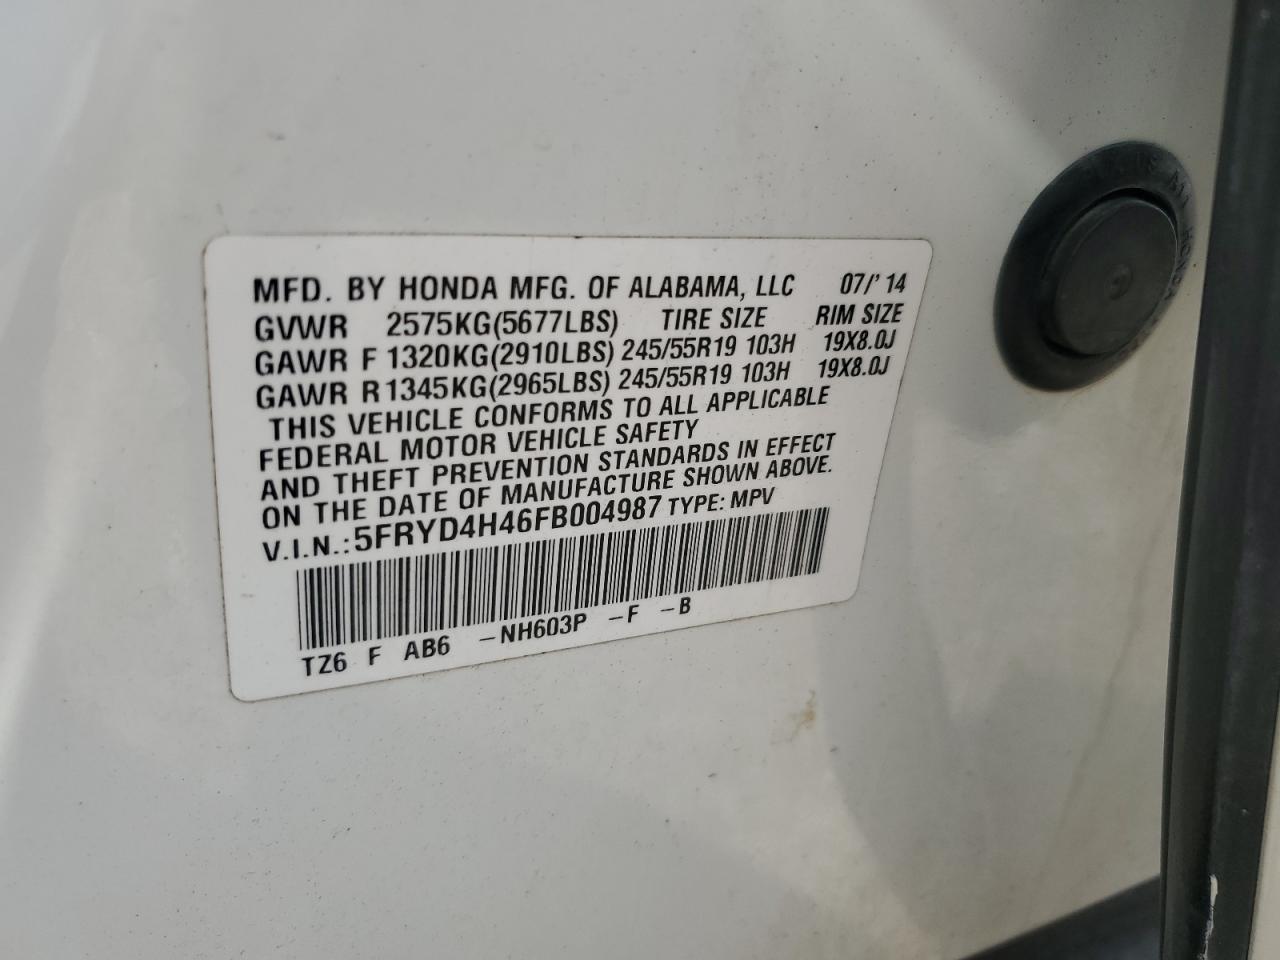 MFD. BY HONDA MFG. OF ALABAMA, LLC 07/'14
GVWR 2575KG(5677LBS) TIRE SIZE RIM SIZE
GAWR F 1320KG(2910LBS) 245/55R19 103H 19X8.0J
GAWR R 1345KG(2965LBS) 245/55R19 103H 19X8.0J
THIS VEHICLE CONFORMS TO ALL APPLICABLE
FEDERAL MOTOR VEHICLE SAFETY
AND THEFT PREVENTION STANDARDS IN EFFECT
ON THE DATE OF MANUFACTURE SHOWN ABOVE.
V.I.N.: 5FRYD4H46FB004987 TYPE: MPV
TZ6 F AB6 -NH603P -F -B